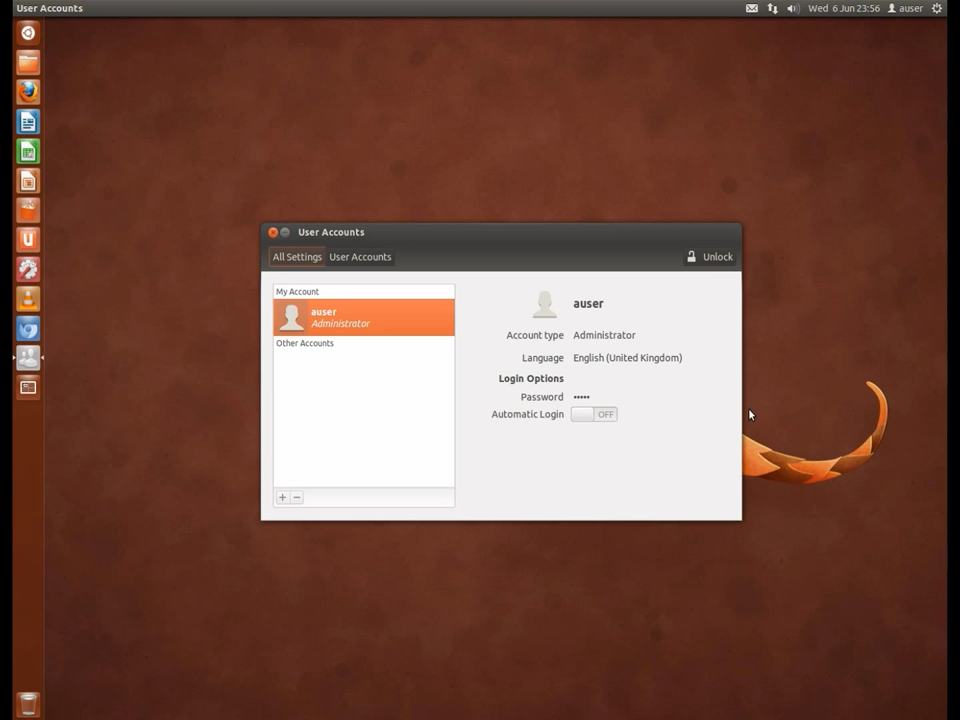 User Accounts
Wed 6 Jun 23:56 auser
User Accounts
All Settings User Accounts Unlock
My Account
auser
Administrator
Other Accounts
auser
Account type Administrator
Language English (United Kingdom)
Login Options
Password •••••
Automatic Login OFF